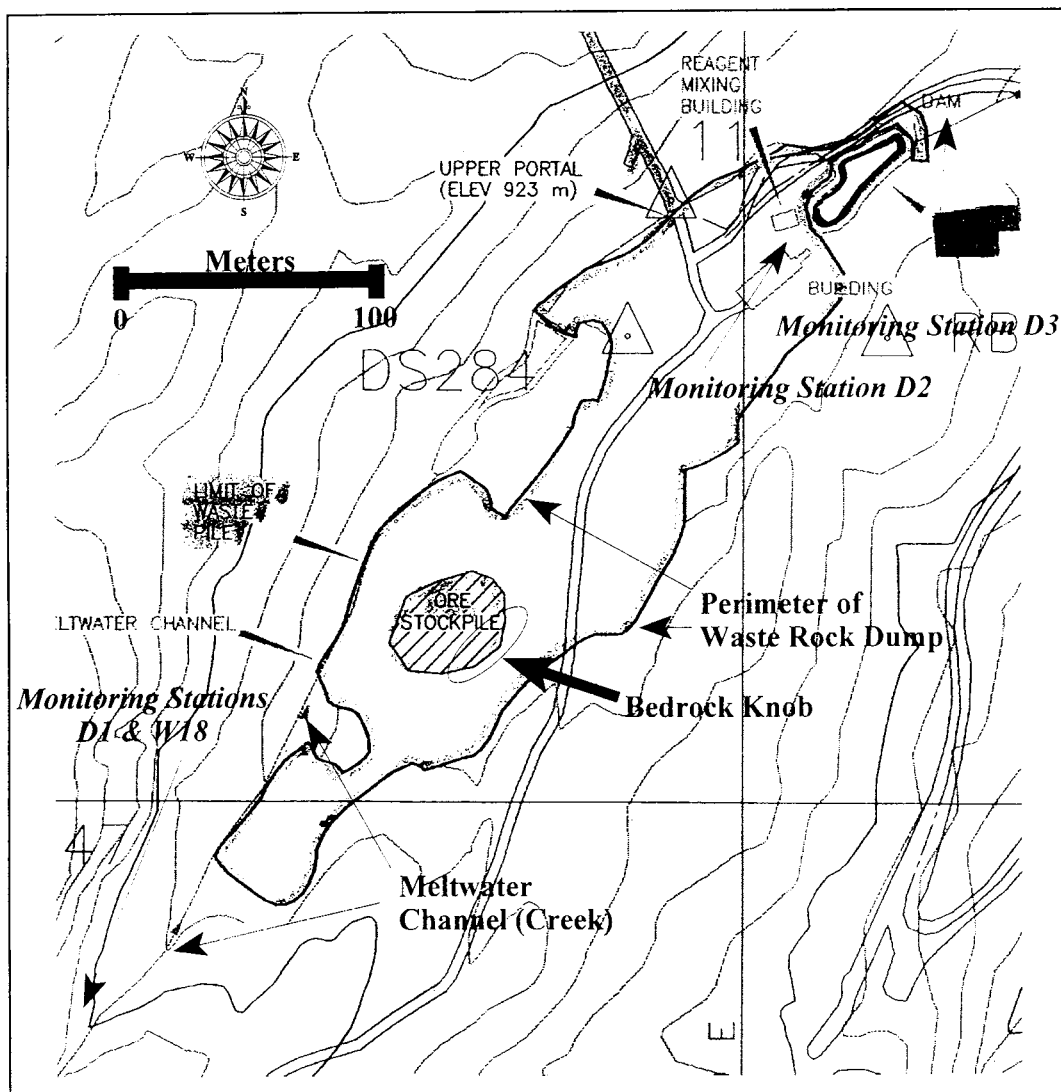 N
W E
S
REAGENT
MIXING
BUILDING
11
DAM
UPPER PORTAL
(ELEV 923 m)
Meters
0 100
BUILDING
Monitoring Station D3
RB
DS284
Monitoring Station D2
LIMIT OF
WASTE
PILE
ORE
STOCKPILE
LTWATER CHANNEL
Perimeter of
Waste Rock Dump
Monitoring Stations
D1 & W18
Bedrock Knob
47
Meltwater
Channel (Creek)
E